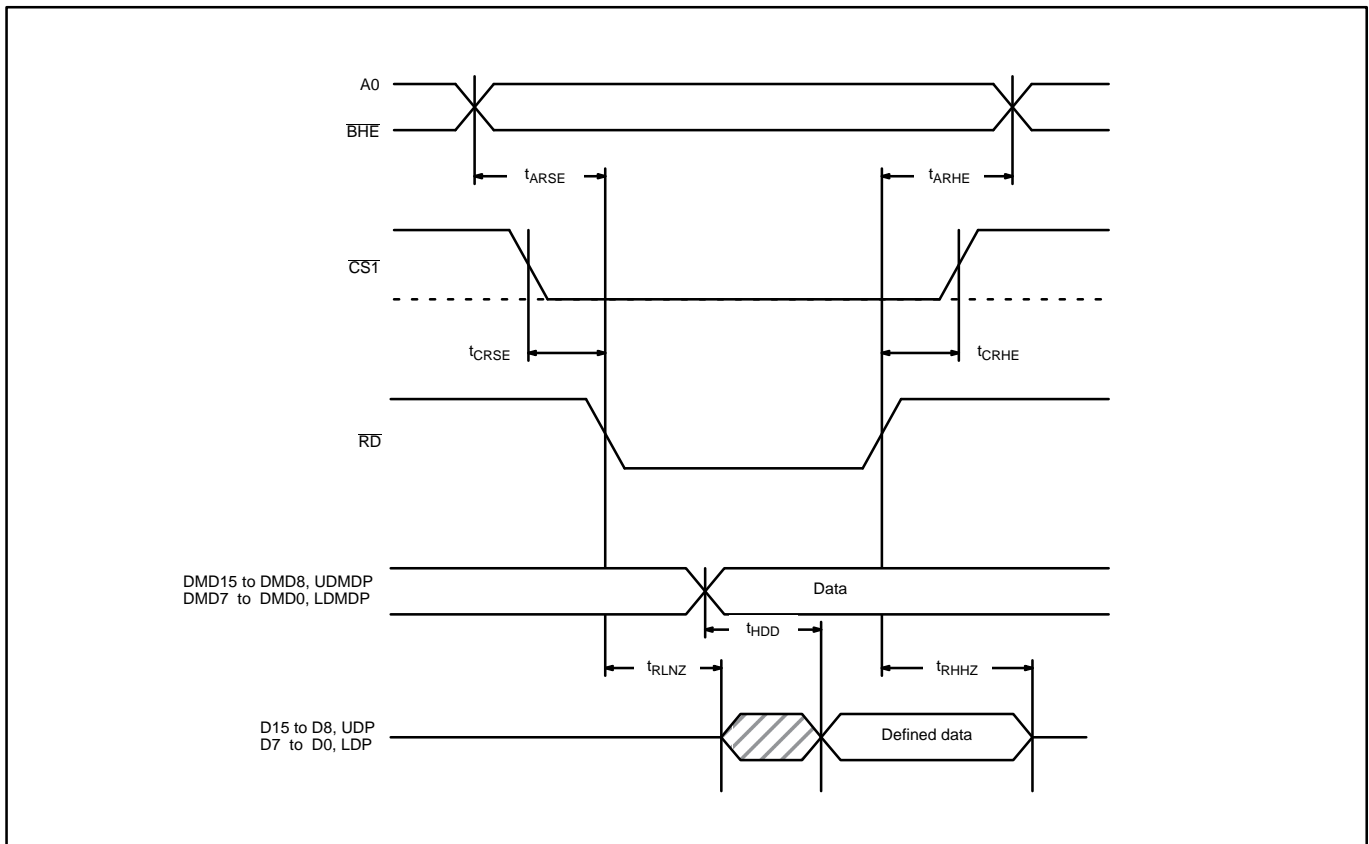 A0
BHE
tARSE
tARHE
CS1
tCRSE
tCRHE
RD
DMD15 to DMD8, UDMDP
DMD7 to DMD0, LDMDP
Data
tHDD
tRLNZ
tRHHZ
D15 to D8, UDP
D7 to D0, LDP
Defined data